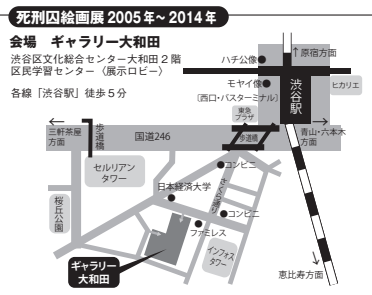 死刑囚絵画展 2005年~2014年
会場　ギャラリー大和田
渋谷区文化総合センター大和田2階
区民学習センター〈展示ロビー〉
各線「渋谷駅」徒歩5分
↑原宿方面
ハチ公像
ヒカリエ
モヤイ像
〔西口・バスターミナル〕
渋谷駅
東急
プラザ
三軒茶屋
方面
歩道橋
国道246
歩道橋
青山・六本木
方面
セルリアン
タワー
コンビニ
さくら通り
日本経済大学
桜丘公園
コンビニ
ファミレス
インフォス
タワー
ギャラリー
大和田
恵比寿方面